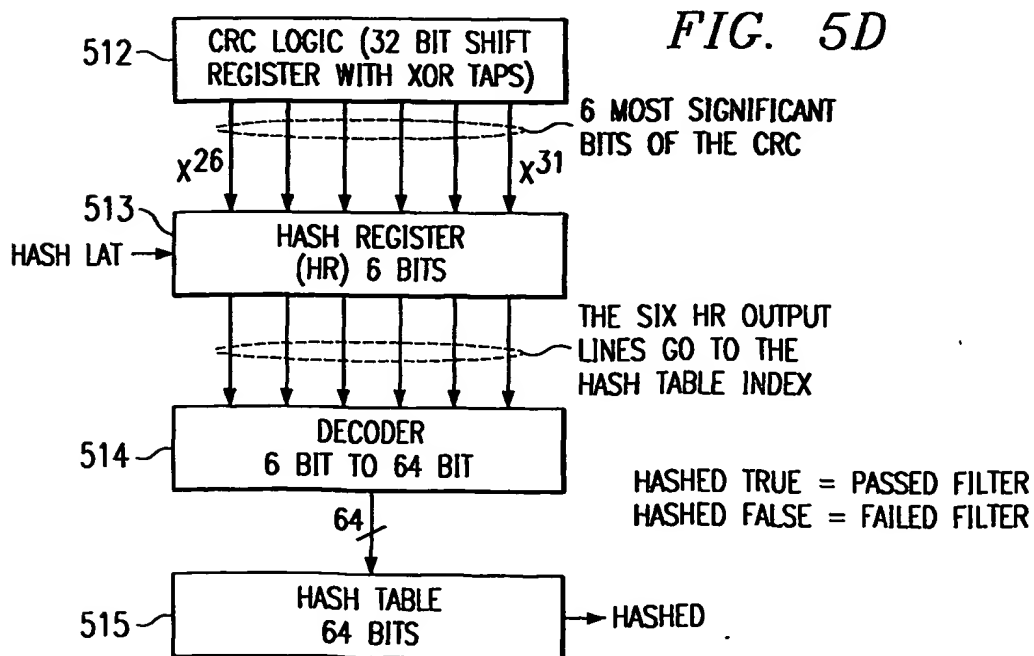 FIG. 5D
512
CRC LOGIC (32 BIT SHIFT
REGISTER WITH XOR TAPS)
6 MOST SIGNIFICANT
BITS OF THE CRC
X26
X31
513
HASH LAT
HASH REGISTER
(HR) 6 BITS
THE SIX HR OUTPUT
LINES GO TO THE
HASH TABLE INDEX
514
DECODER
6 BIT TO 64 BIT
HASHED TRUE = PASSED FILTER
HASHED FALSE = FAILED FILTER
64
515
HASH TABLE
64 BITS
HASHED